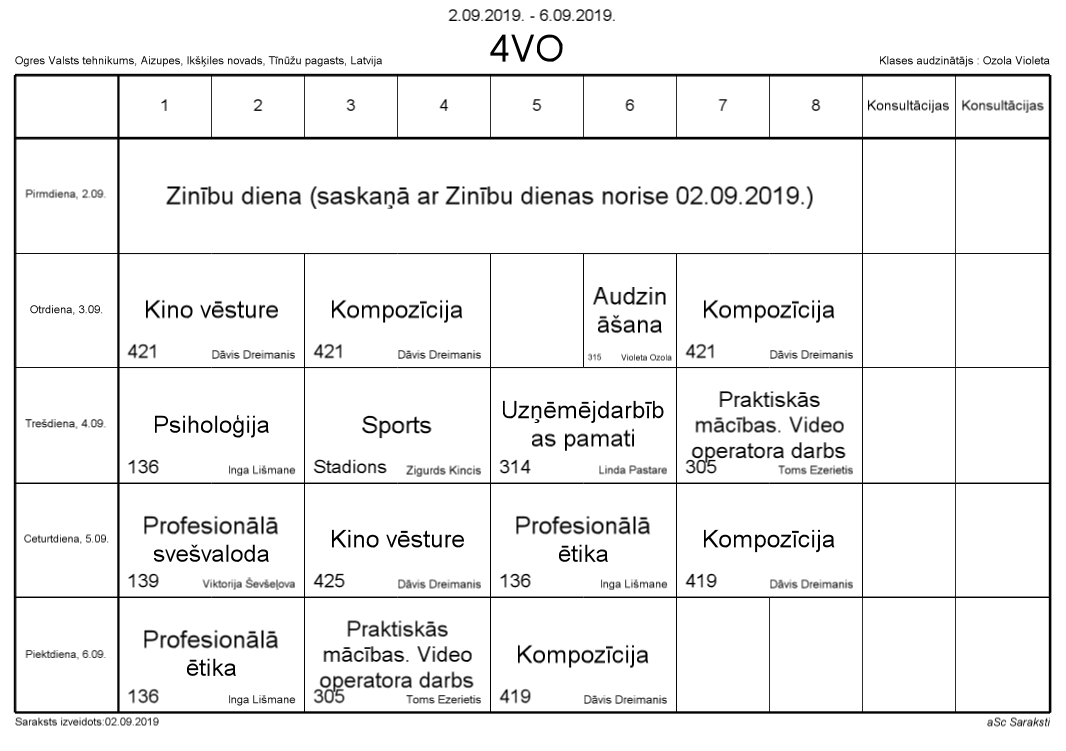 2.09.2019. - 6.09.2019.
4VO
Ogres Valsts tehnikums, Aizupes, Ikšķiles novads, Tīnūžu pagasts, Latvija
Klases audzinātājs : Ozola Violeta
1 2 3 4 5 6 7 8 Konsultācijas Konsultācijas
Pirmdiena, 2.09.
Zinību diena (saskaņā ar Zinību dienas norise 02.09.2019.)
Otrdiena, 3.09.
Kino vēsture
421 Dāvis Dreimanis
Kompozīcija
421 Dāvis Dreimanis
Audzin
āšana
315 Violeta Ozola
Kompozīcija
421 Dāvis Dreimanis
Trešdiena, 4.09.
Psiholoģija
136 Inga Lišmane
Sports
Stadions Zigurds Kincis
Uzņēmējdarbīb
as pamati
314 Linda Pastare
Praktiskās
mācības. Video
operatora darbs
305 Toms Ezerietis
Ceturtdiena, 5.09.
Profesionālā
svešvaloda
139 Viktorija Ševšeļova
Kino vēsture
425 Dāvis Dreimanis
Profesionālā
ētika
136 Inga Lišmane
Kompozīcija
419 Dāvis Dreimanis
Piektdiena, 6.09.
Profesionālā
ētika
136 Inga Lišmane
Praktiskās
mācības. Video
operatora darbs
305 Toms Ezerietis
Kompozīcija
419 Dāvis Dreimanis
Saraksts izveidots:02.09.2019
aSc Saraksti